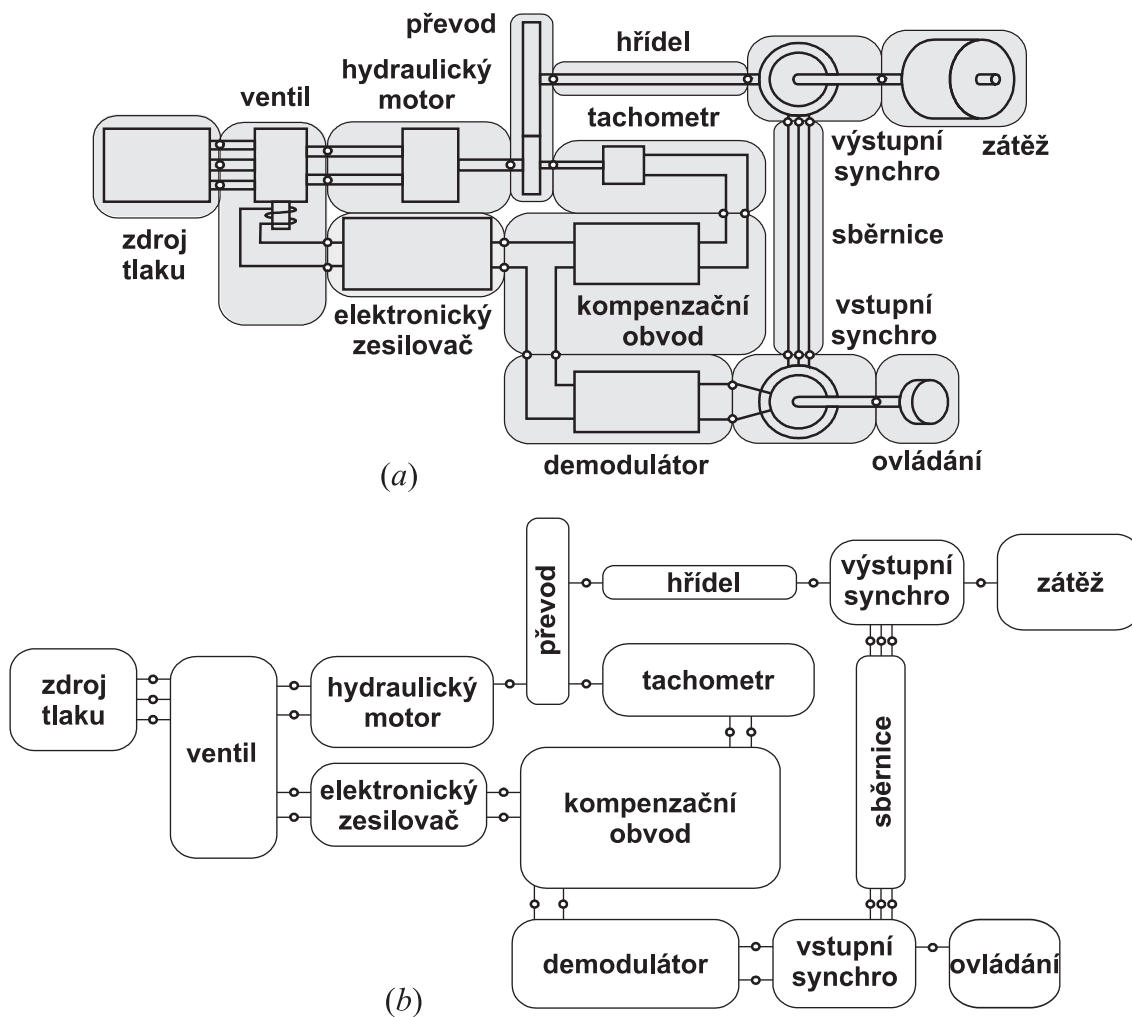 převod
hřídel
hydraulický
motor
ventil
tachometr
výstupní
synchro
zátěž
zdroj
tlaku
sběrnice
elektronický
zesilovač
kompenzační
obvod
vstupní
synchro
demodulátor
ovládání
(a)
převod
hřídel
výstupní
synchro
zátěž
zdroj
tlaku
ventil
hydraulický
motor
tachometr
elektronický
zesilovač
kompenzační
obvod
sběrnice
demodulátor
vstupní
synchro
ovládání
(b)